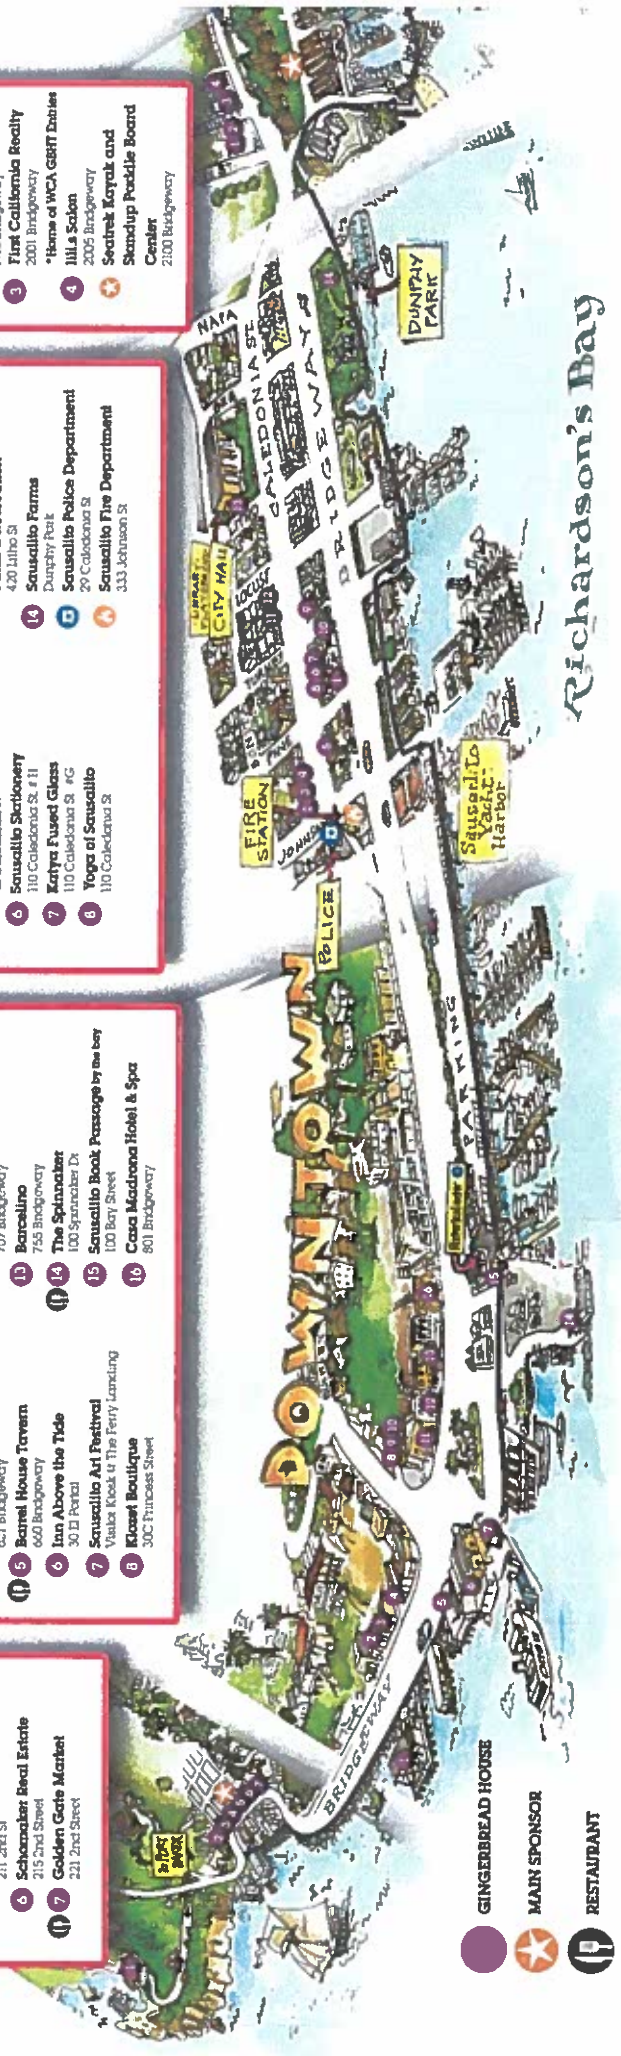 211 2nd St
6 Schomaker Real Estate
215 2nd Street
7 Golden Gate Market
221 2nd Street
5 Barrel House Tavern
660 Bridgeway
6 Inn Above the Tide
30 El Portal
7 Sausalito Art Festival
Visitor Kiosk @ The Ferry Landing
8 Kloset Boutique
30C Princess Street
707 Bridgeway
13 Barcelino
755 Bridgeway
14 The Spinnaker
100 Spinnaker Dr
15 Sausalito Book Passage by the bay
100 Bay Street
16 Casa Madrona Hotel & Spa
801 Bridgeway
6 Sausalito Stationery
110 Caledonia St. # H
7 Katya Fused Glass
110 Caledonia St. #G
8 Yoga of Sausalito
110 Caledonia St
420 Litho St
14 Sausalito Farms
Dunphy Park
Sausalito Police Department
29 Caledonia St
Sausalito Fire Department
333 Johnson St
3 First California Realty
2001 Bridgeway
*Home of WCA GBHT Entries
4 
2005 Bridgeway
Seatrek Kayak and
Standup Paddle Board
Center
2100 Bridgeway
DOWNTOWN
BRIDGEWAY
PARKING
POLICE
FIRE
STATION
CITY HALL
LOCUST
CALEDONIA ST.
NAPA
BRIDGEWAY
DUNPHY
PARK
Sausalito
Yacht
Harbor
Richardson's Bay
GINGERBREAD HOUSE
MAIN SPONSOR
RESTAURANT